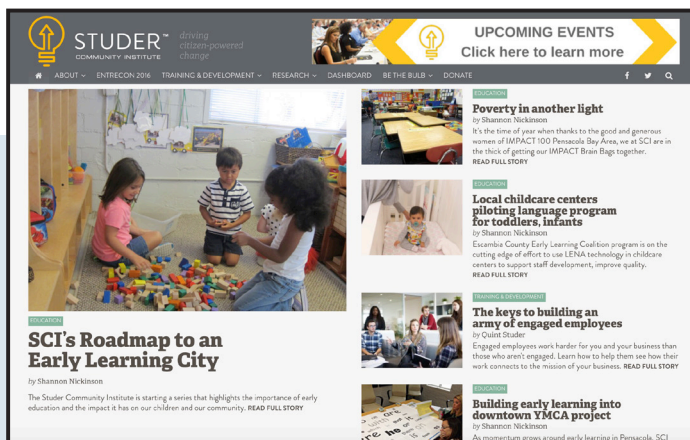 STUDER™
COMMUNITY INSTITUTE
driving
citizen-powered
change
UPCOMING EVENTS
Click here to learn more
ABOUT ENTRECON 2016 TRAINING & DEVELOPMENT RESEARCH DASHBOARD BE THE BULB DONATE
EDUCATION
SCI's Roadmap to an
Early Learning City
by Shannon Nickinson
The Studer Community Institute is starting a series that highlights the importance of early
education and the impact it has on our children and our community. READ FULL STORY
EDUCATION
Poverty in another light
by Shannon Nickinson
It's the time of year when thanks to the good and generous
women of IMPACT 100 Pensacola Bay Area, we at SCI are in
the thick of getting our IMPACT Brain Bags together.
READ FULL STORY
EDUCATION
Local childcare centers
piloting language program
for toddlers, infants
by Shannon Nickinson
Escambia County Early Learning Coalition program is on the
cutting edge of effort to use LENA technology in childcare
centers to support staff development, improve quality.
READ FULL STORY
TRAINING & DEVELOPMENT
The keys to building an
army of engaged employees
by Quint Studer
Engaged employees work harder for you and your business than
those who aren't engaged. Learn how to help them see how their
work connects to the mission of your business. READ FULL STORY
EDUCATION
Building early learning into
downtown YMCA project
by Shannon Nickinson
As momentum grows around early learning in Pensacola, SCI